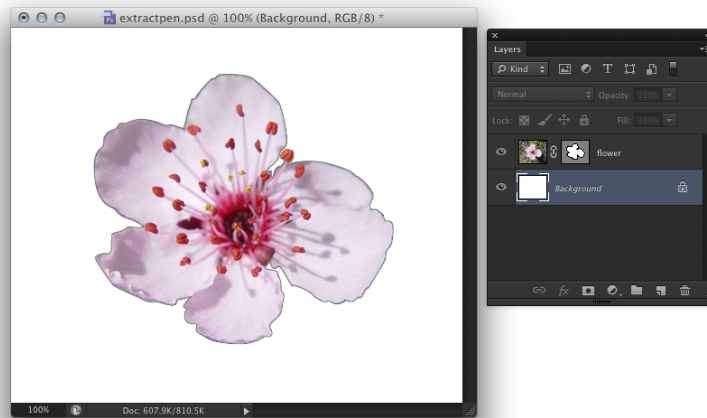 extractpen.psd @ 100% (Background, RGB/8) *
100%
Doc: 607.9K/810.5K
Layers
Kind
Normal
Opacity: 100%
Lock:
Fill: 100%
flower
Background
fx